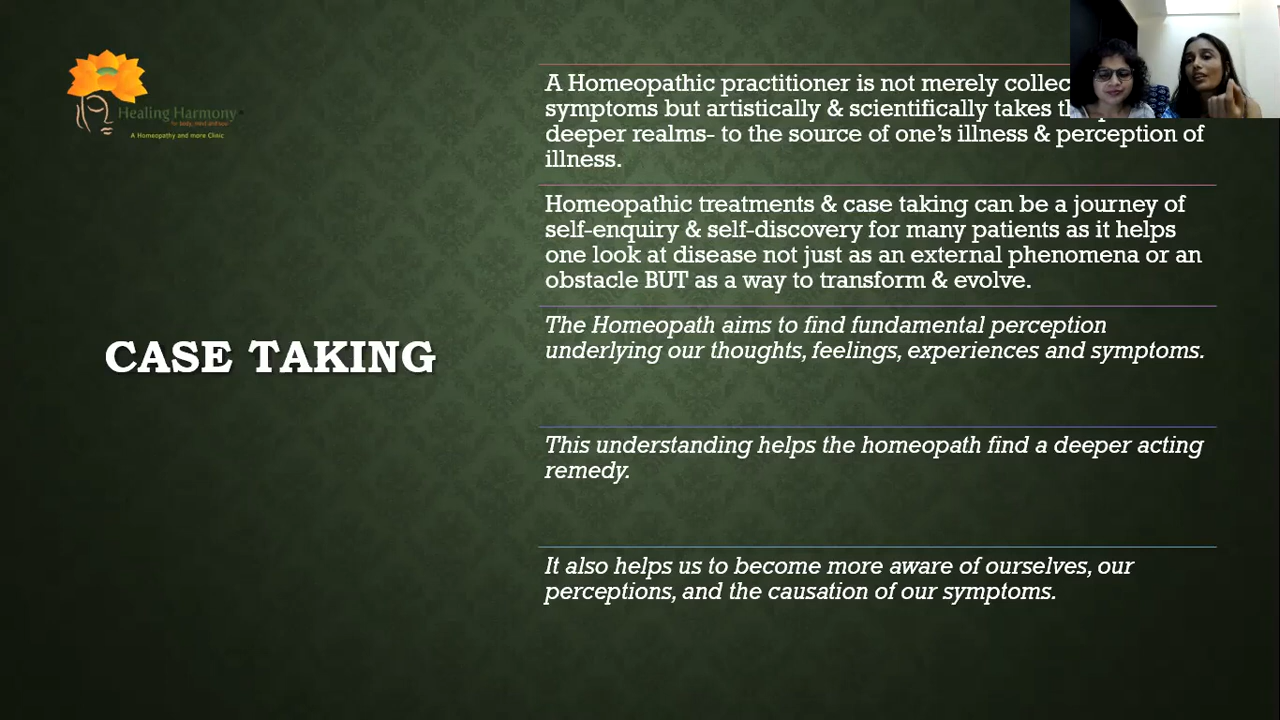 Healing Harmony
for body, mind and soul
A Homeopathy and more Clinic
CASE TAKING
A Homeopathic practitioner is not merely
symptoms but artistically & scientifically takes
deeper realms- to the source of one's illness & perception of
illness.
Homeopathic treatments & case taking can be a journey of
self-enquiry & self-discovery for many patients as it helps
one look at disease not just as an external phenomena or an
obstacle BUT as a way to transform & evolve.
The Homeopath aims to find fundamental perception
underlying our thoughts, feelings, experiences and symptoms.
This understanding helps the homeopath find a deeper acting
remedy.
It also helps us to become more aware of ourselves, our
perceptions, and the causation of our symptoms.